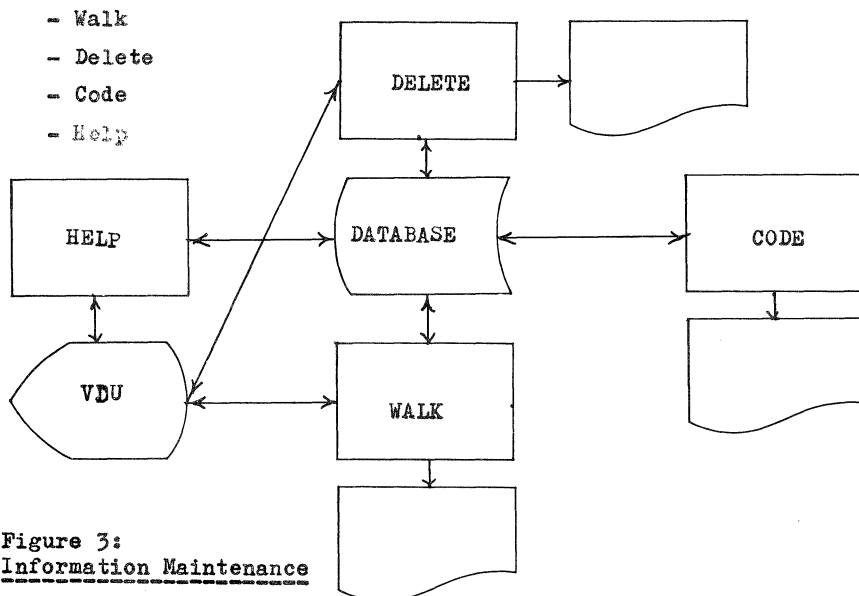 - Walk
- Delete
- Code
- Help
DELETE
HELP
DATABASE
CODE
VDU
WALK
Figure 3:
Information Maintenance